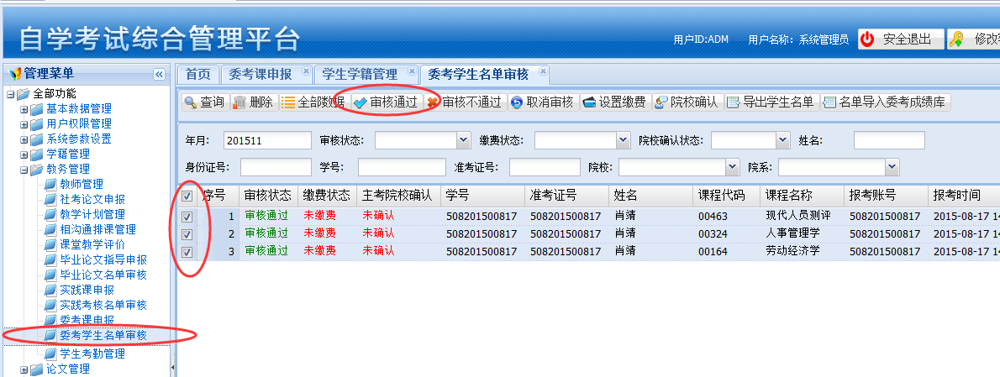 自学考试综合管理平台
用户ID:ADM 用户名称: 系统管理员 安全退出 修改
管理菜单
首页 委考课申报 学生学籍管理 委考学生名单审核
全部功能
基本数据管理
用户权限管理
系统参数设置
学籍管理
教务管理
教师管理
社考论文申报
教学计划管理
相沟通排课管理
课堂教学评价
毕业论文指导申报
毕业论文名单审核
实践课申报
实践考核名单审核
委考课申报
委考学生名单审核
学生考勤管理
论文管理
查询 删除 全部数据 审核通过 审核不通过 取消审核 设置缴费 院校确认 导出学生名单 名单导入委考成绩库
年月: 201511 审核状态: 缴费状态: 院校确认状态: 姓名:
身份证号: 学号: 准考证号: 院校: 院系:
序号 审核状态 缴费状态 主考院校确认 学号 准考证号 姓名 课程代码 课程名称 报考账号 报考时间
1 审核通过 未缴费 未确认 508201500817 508201500817 肖靖 00463 现代人员测评 508201500817 2015-08-17 14
2 审核通过 未缴费 未确认 508201500817 508201500817 肖靖 00324 人事管理学 508201500817 2015-08-17 14
3 审核通过 未缴费 未确认 508201500817 508201500817 肖靖 00164 劳动经济学 508201500817 2015-08-17 14